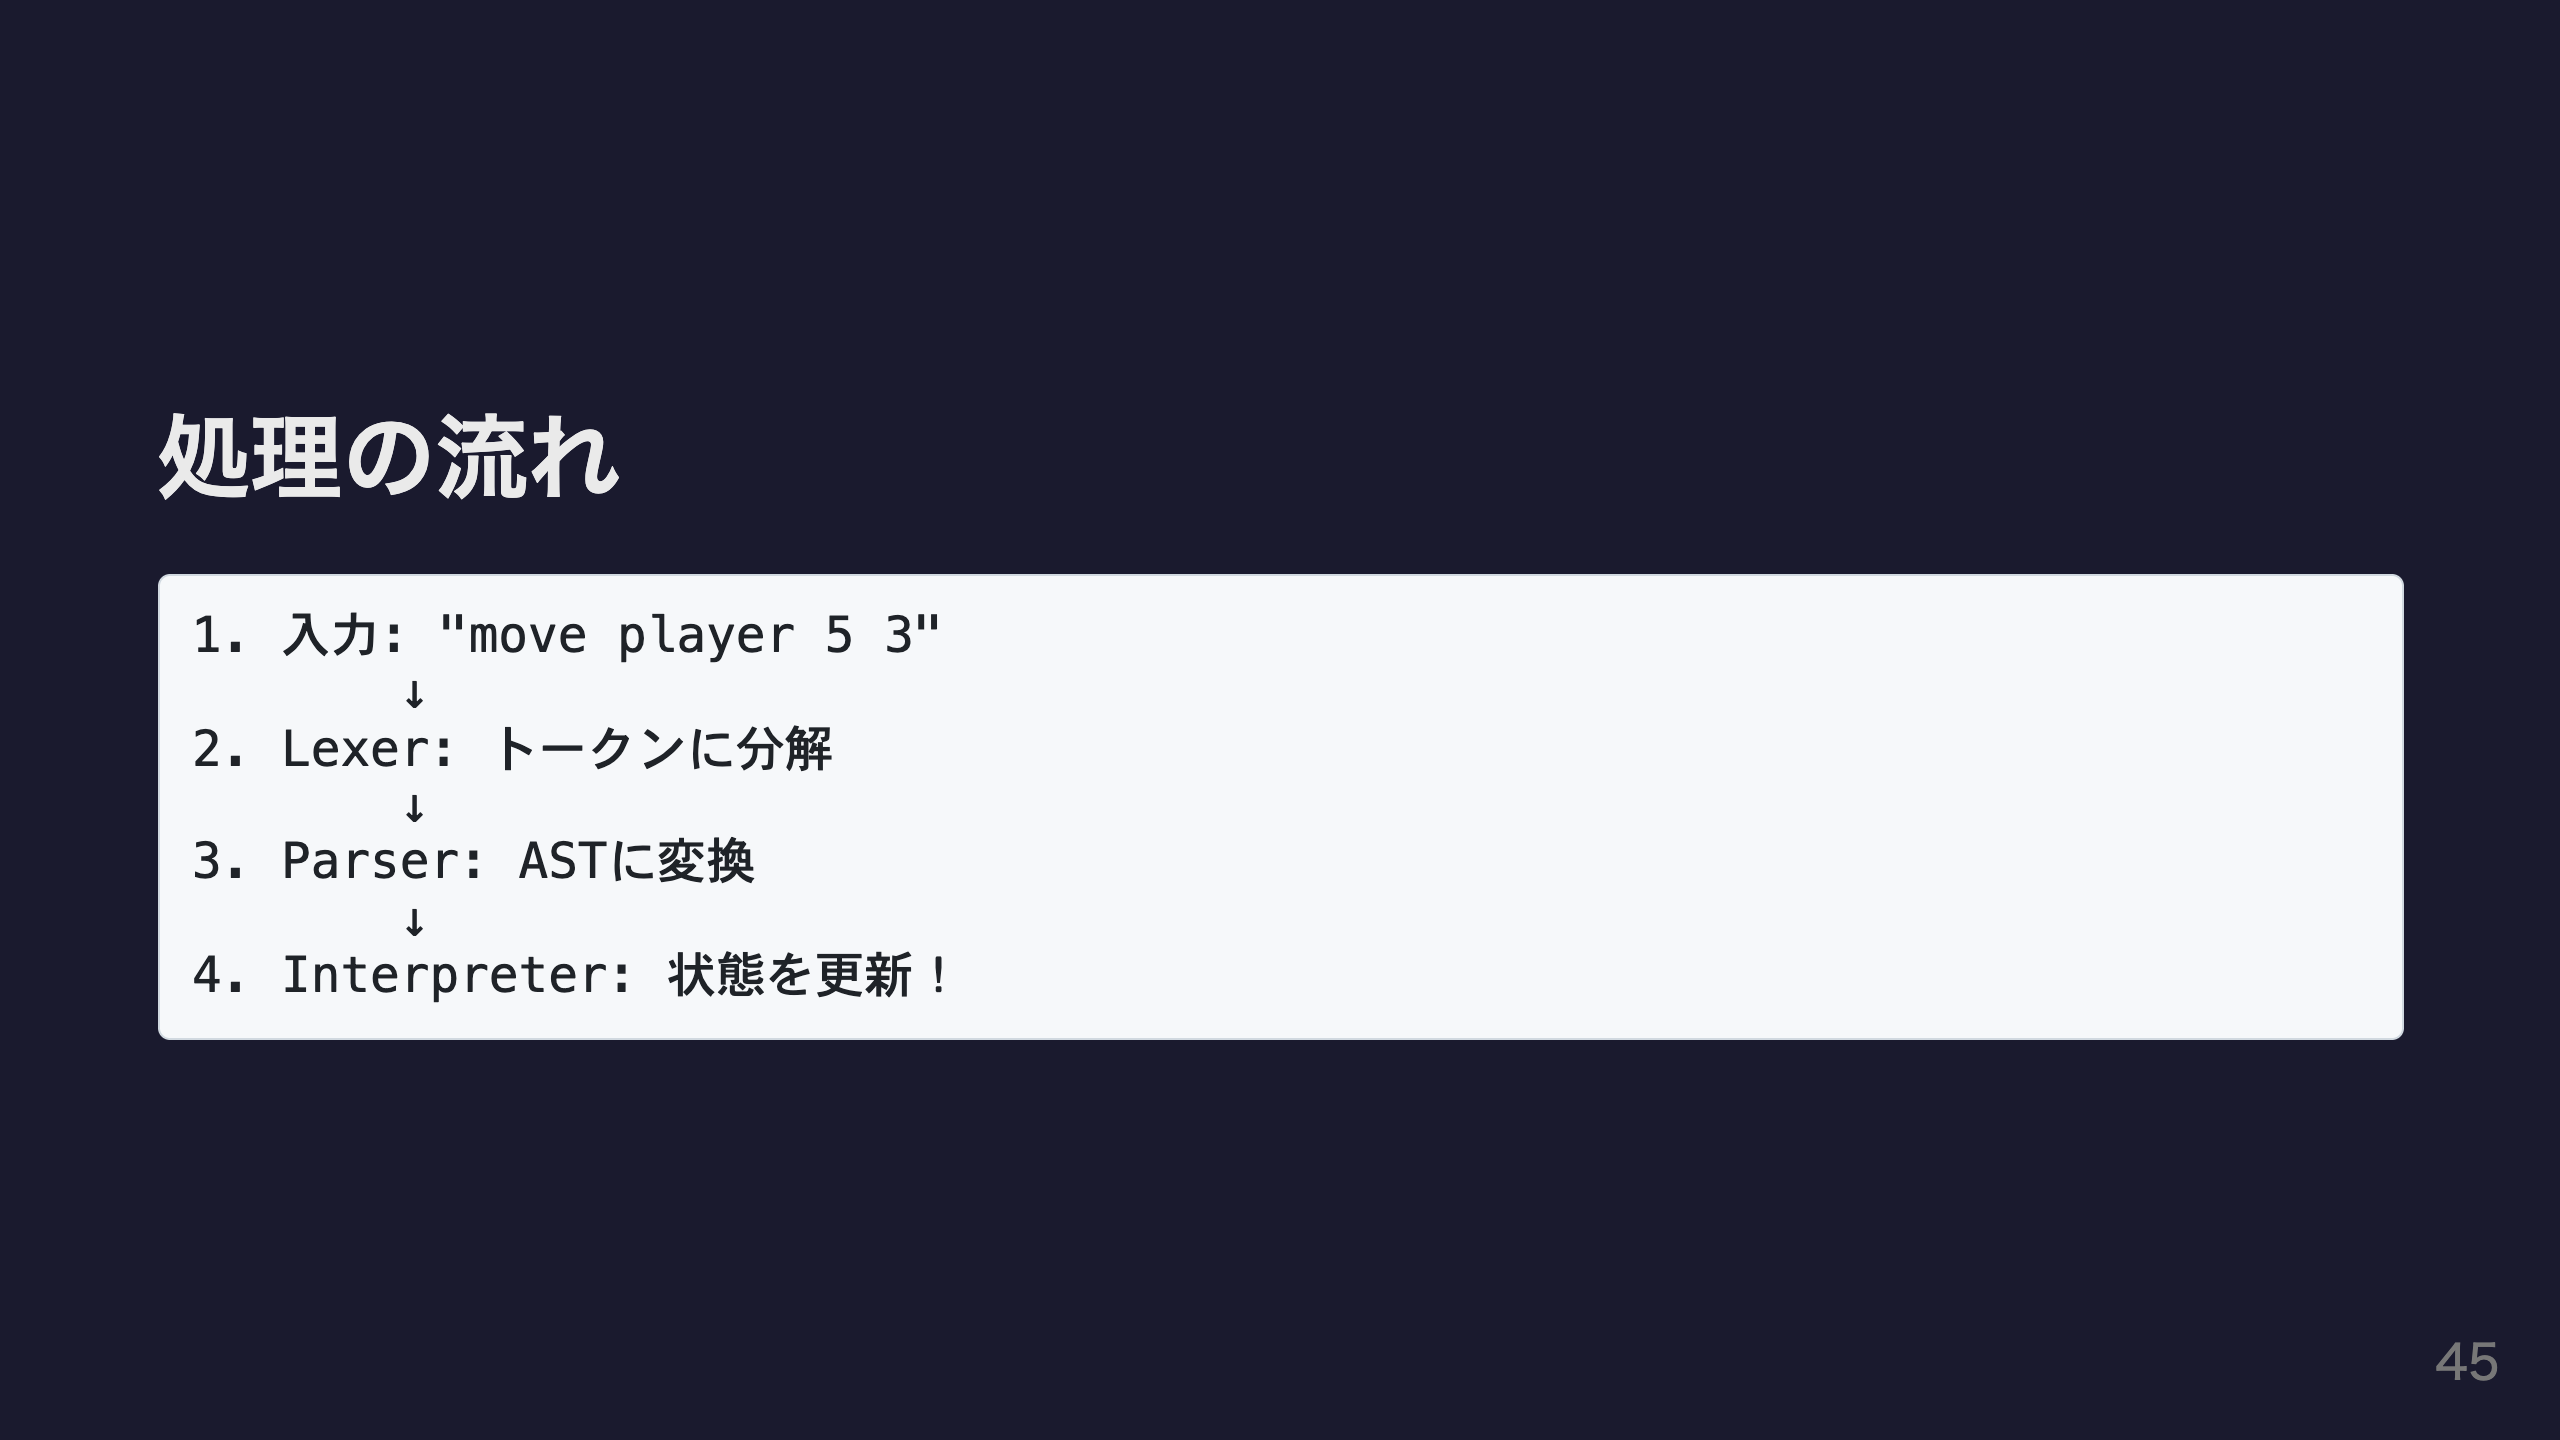 処理の流れ
1. 入力: "move player 5 3"
↓
2. Lexer: トークンに分解
↓
3. Parser: ASTに変換
↓
4. Interpreter: 状態を更新！
45